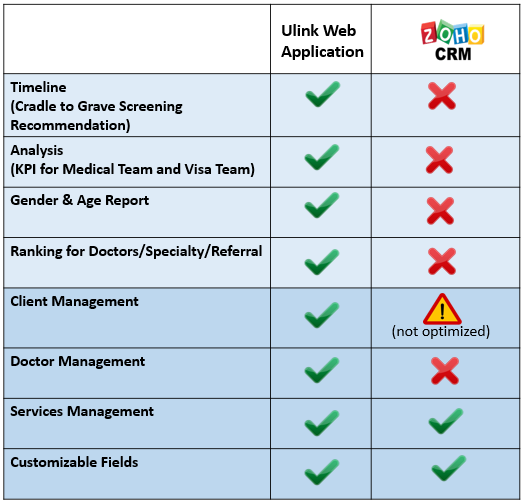 Ulink Web
Application
ZOHO
CRM
Timeline
(Cradle to Grave Screening
Recommendation)
Analysis
(KPI for Medical Team and Visa Team)
Gender & Age Report
Ranking for Doctors/Specialty/Referral
Client Management
!
(not optimized)
Doctor Management
Services Management
Customizable Fields